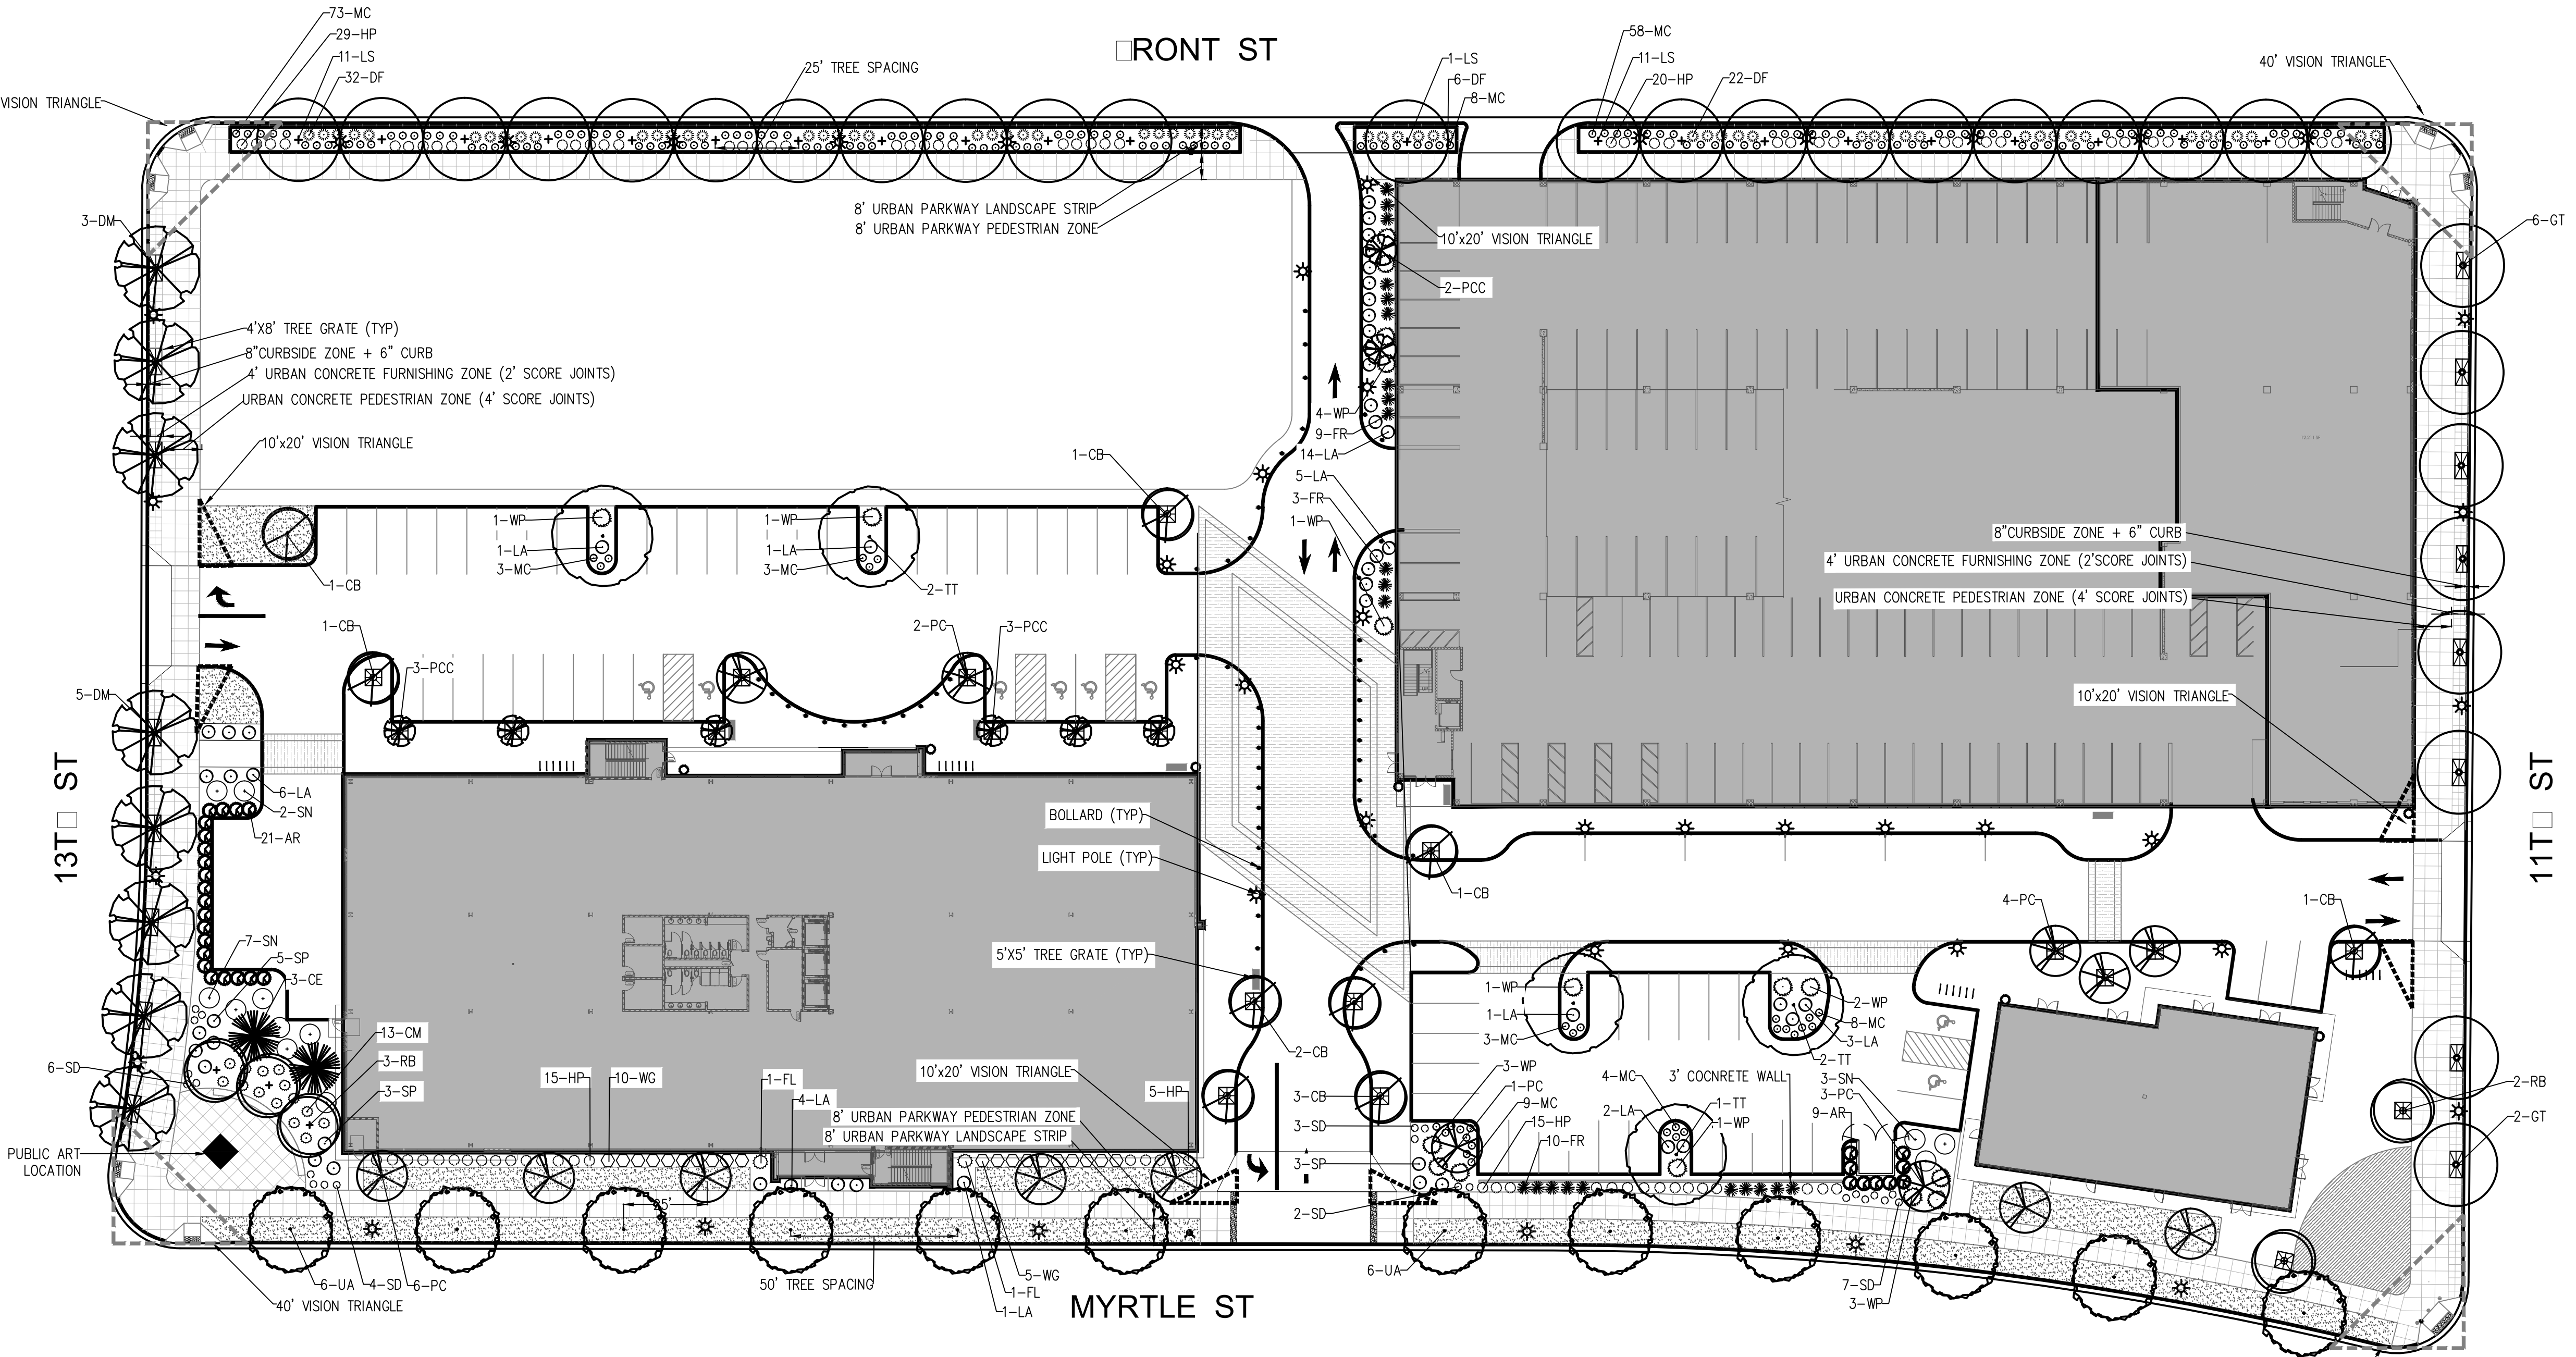 73-MC
29-HP
11-LS
32-DF
25' TREE SPACING
□RONT ST
1-LS
6-DF
8-MC
58-MC
11-LS
20-HP
22-DF
40' VISION TRIANGLE
VISION TRIANGLE
3-DM
8' URBAN PARKWAY LANDSCAPE STRIP
8' URBAN PARKWAY PEDESTRIAN ZONE
10'x20' VISION TRIANGLE
6-GT
2-PCC
4'X8' TREE GRATE (TYP)
8"CURBSIDE ZONE + 6" CURB
4' URBAN CONCRETE FURNISHING ZONE (2' SCORE JOINTS)
URBAN CONCRETE PEDESTRIAN ZONE (4' SCORE JOINTS)
10'x20' VISION TRIANGLE
4-WP
9-FR
14-LA
1-CB
5-LA
3-FR
1-WP
1-WP
1-LA
3-MC
1-WP
1-LA
3-MC
2-TT
1-CB
8"CURBSIDE ZONE + 6" CURB
4' URBAN CONCRETE FURNISHING ZONE (2'SCORE JOINTS)
URBAN CONCRETE PEDESTRIAN ZONE (4' SCORE JOINTS)
1-CB
2-PC
3-PCC
3-PCC
5-DM
10'x20' VISION TRIANGLE
13T□ ST
11T□ ST
6-LA
2-SN
21-AR
BOLLARD (TYP)
LIGHT POLE (TYP)
1-CB
4-PC
1-CB
7-SN
5-SP
3-CE
5'X5' TREE GRATE (TYP)
1-WP
1-LA
3-MC
2-WP
8-MC
3-LA
2-TT
13-CM
3-RB
3-SP
6-SD
2-CB
15-HP
10-WG
1-FL
4-LA
10'x20' VISION TRIANGLE
5-HP
8' URBAN PARKWAY PEDESTRIAN ZONE
8' URBAN PARKWAY LANDSCAPE STRIP
3-CB
3-SD
3-SP
2-SD
3-WP
1-PC
9-MC
15-HP
10-FR
4-MC
3' COCNRETE WALL
2-LA
1-TT
1-WP
3-SN
3-PC
9-AR
2-RB
2-GT
PUBLIC ART
LOCATION
25'
6-UA
4-SD
6-PC
40' VISION TRIANGLE
50' TREE SPACING
5-WG
1-FL
1-LA
MYRTLE ST
6-UA
7-SD
3-WP